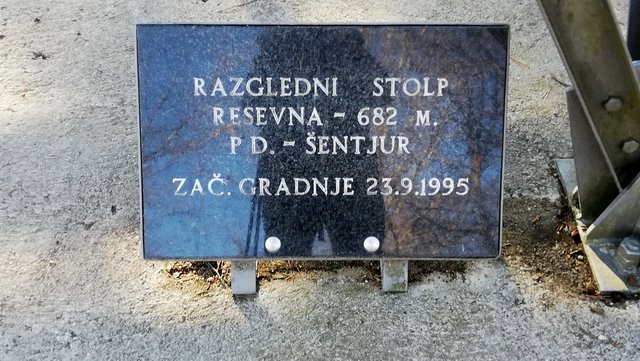 RAZGLEDNI STOLP
RESEVNA - 682 M.
P D. - ŠENTJUR
ZAČ. GRADNJE 23.9.1995